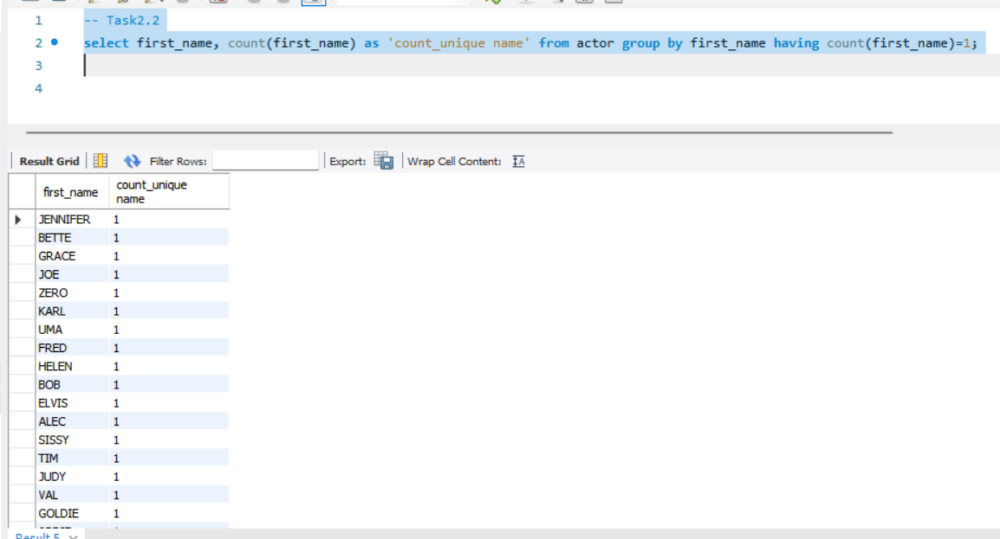 1 -- Task2.2
2 select first_name, count(first_name) as 'count_unique name' from actor group by first_name having count(first_name)=1;
3
4
Result Grid Filter Rows: Export: Wrap Cell Content:
first_name count_unique
name
JENNIFER 1
BETTE 1
GRACE 1
JOE 1
ZERO 1
KARL 1
UMA 1
FRED 1
HELEN 1
BOB 1
ELVIS 1
ALEC 1
SISSY 1
TIM 1
JUDY 1
VAL 1
GOLDIE 1
Result 5